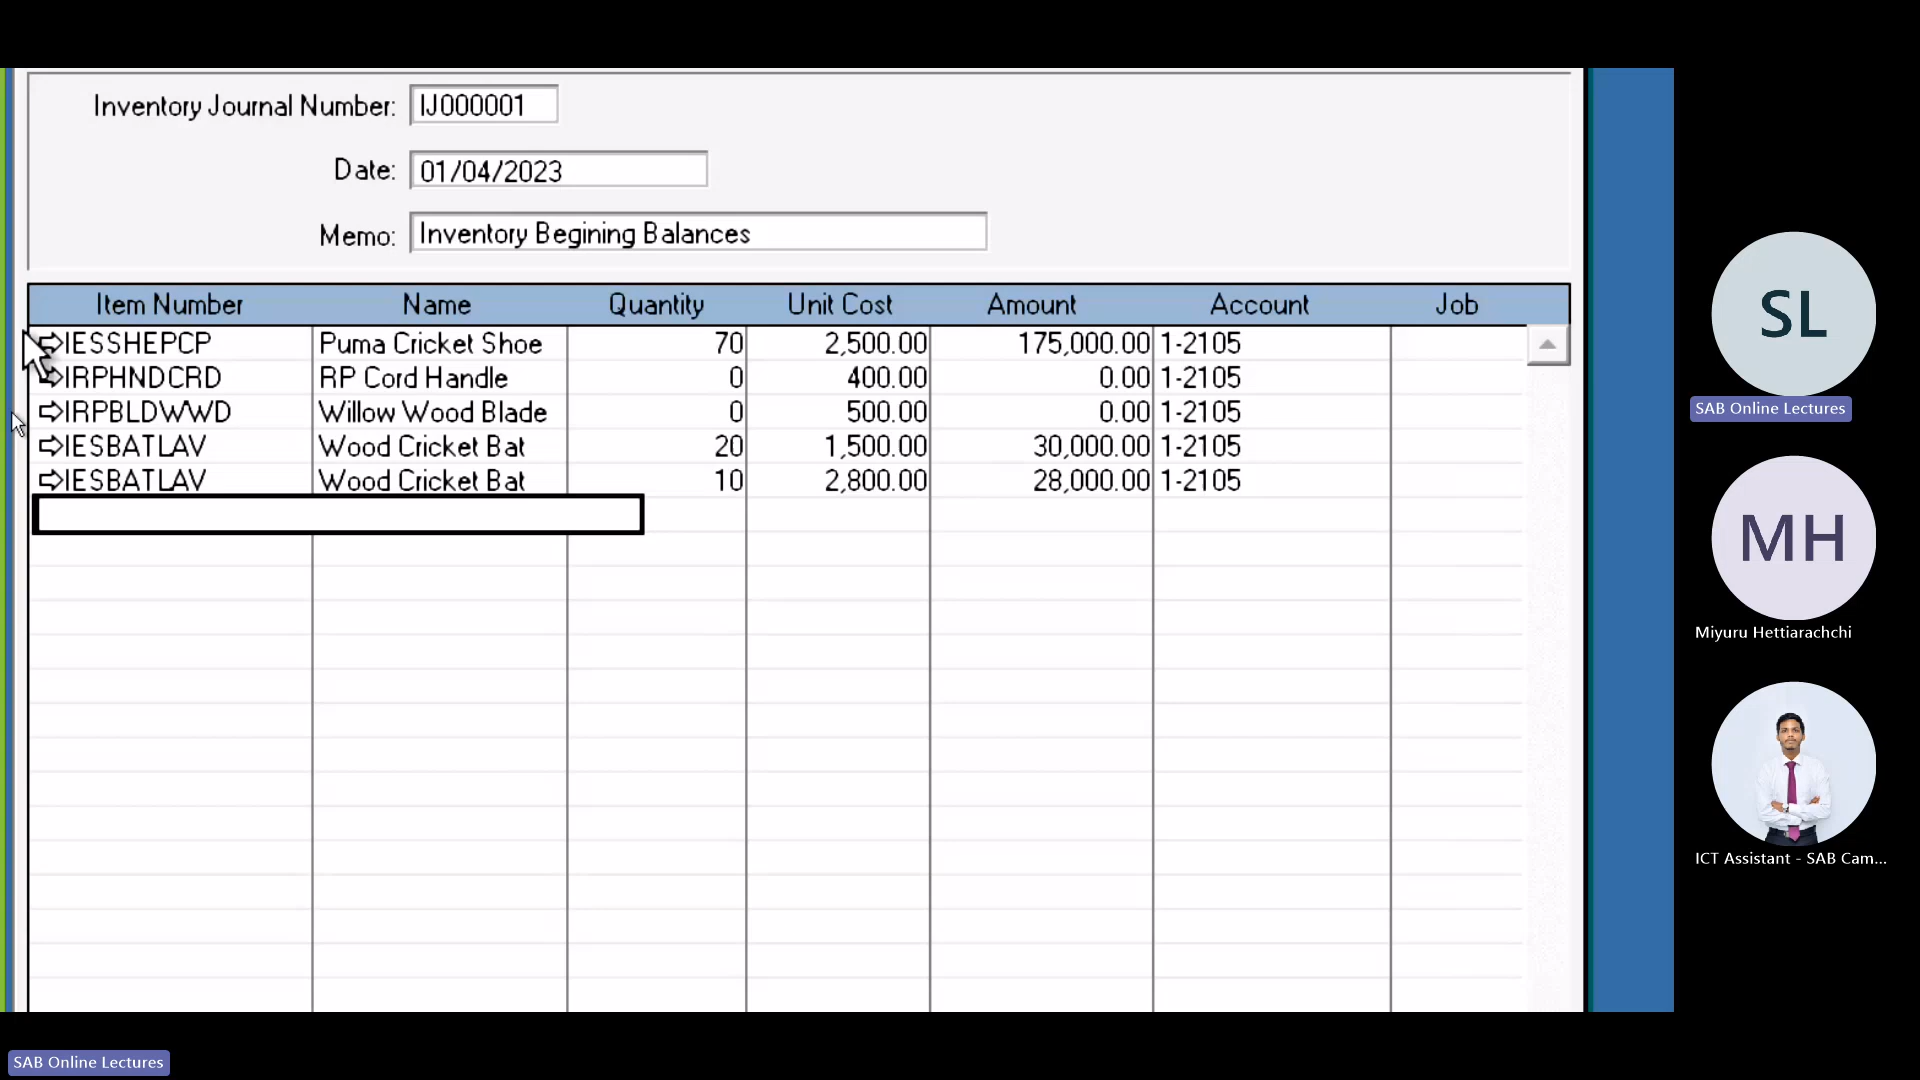 Inventory Journal Number: IJ000001
Date: 01/04/2023
Memo: Inventory Begining Balances
Item Number Name Quantity Unit Cost Amount Account Job
IESSHEPCP Puma Cricket Shoe 70 2,500.00 175,000.00 1-2105
IRPHNDCRD RP Cord Handle 0 400.00 0.00 1-2105
IRPBLDWWD Willow Wood Blade 0 500.00 0.00 1-2105
IESBATLAV Wood Cricket Bat 20 1,500.00 30,000.00 1-2105
IESBATLAV Wood Cricket Bat 10 2,800.00 28,000.00 1-2105
SL
SAB Online Lectures
MH
Miyuru Hettiarachchi
ICT Assistant - SAB Cam...
SAB Online Lectures